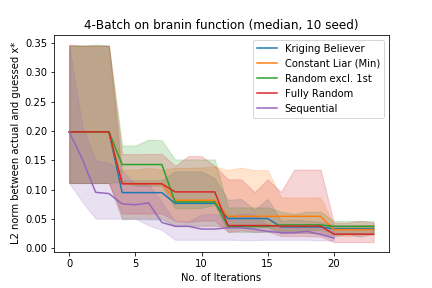 4-Batch on branin function (median, 10 seed)
L2 norm between actual and guessed x*
0.35
0.30
0.25
0.20
0.15
0.10
0.05
0.00
Kriging Believer
Constant Liar (Min)
Random excl. 1st
Fully Random
Sequential
0 5 10 15 20
No. of Iterations